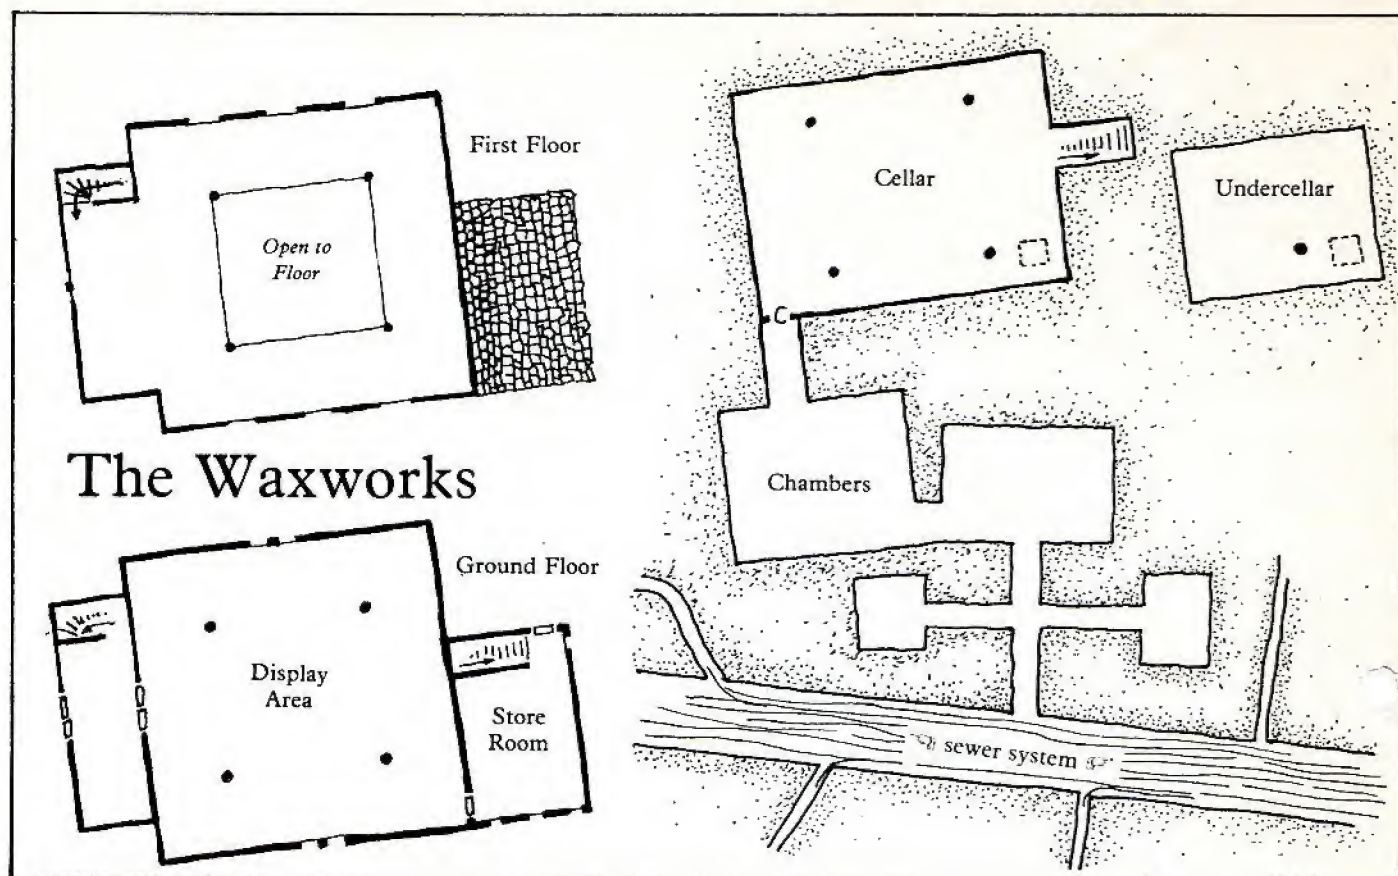 First Floor
Open to
Floor
The Waxworks
Ground Floor
Display
Area
Store
Room
Cellar
Undercellar
C
Chambers
sewer system